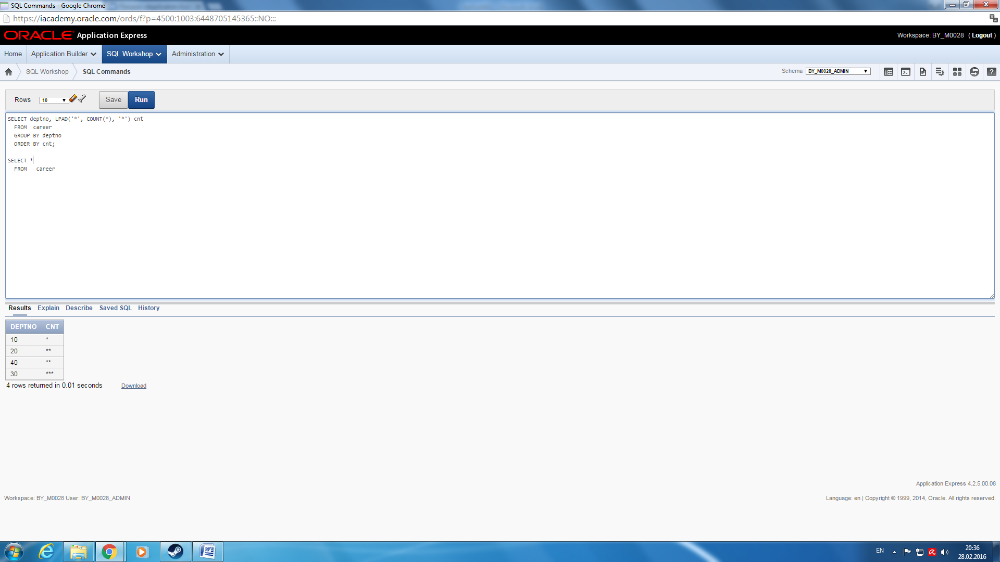 SQL Commands - Google Chrome
https://iacademy.oracle.com/ords/f?p=4500:1003:6448705145365::NO:::
ORACLE Application Express
Workspace: BY_M0028 ( Logout )
Home Application Builder SQL Workshop Administration
SQL Workshop SQL Commands
Schema BY_M0028_ADMIN
Rows 10 Save Run
SELECT deptno, LPAD('*', COUNT(*), '*') cnt
FROM career
GROUP BY deptno
ORDER BY cnt;
SELECT *
FROM career
Results Explain Describe Saved SQL History
DEPTNO CNT
10 *
20 **
40 **
30 ***
4 rows returned in 0.01 seconds Download
Application Express 4.2.5.00.08
Workspace: BY_M0028 User: BY_M0028_ADMIN
Language: en | Copyright © 1999, 2014, Oracle. All rights reserved.
EN
20:36
28.02.2016